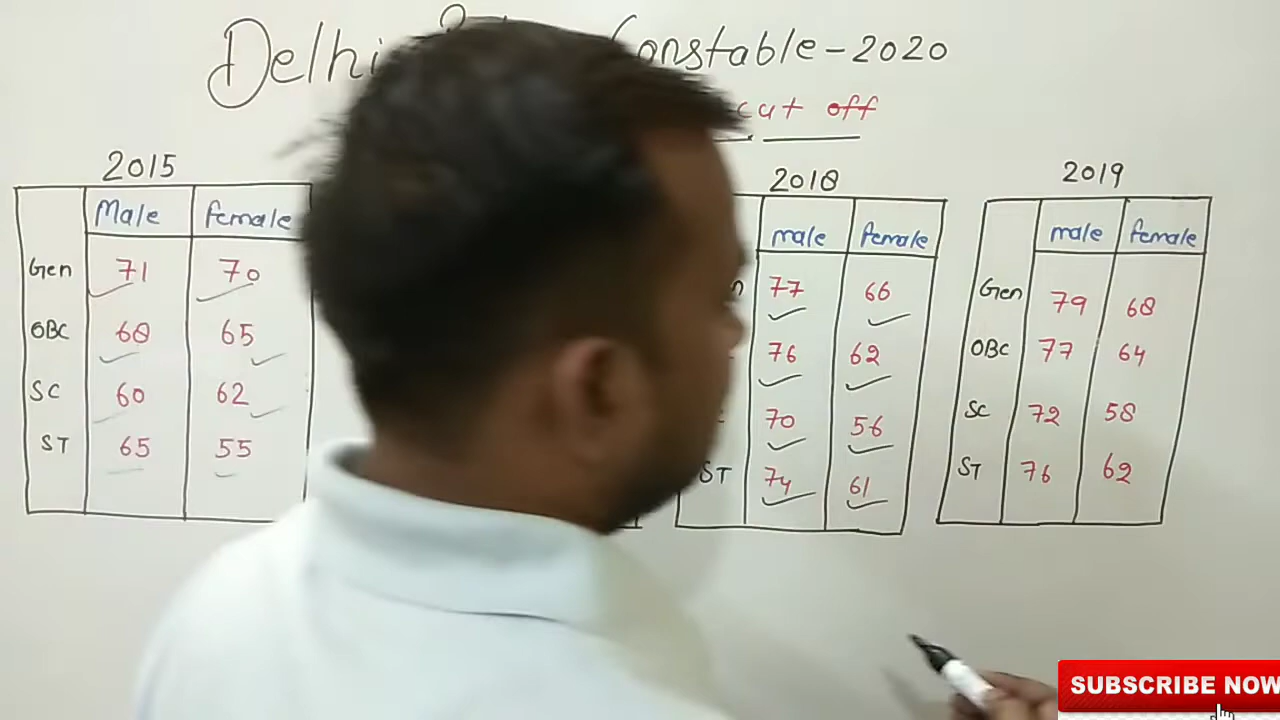 Delhi Constable-2020
cut off
2015
Male Female
Gen 71 70
OBC 68 65
SC 60 62
ST 65 55
2018
male Female
77 66
76 62
70 56
ST 74 61
2019
male Female
Gen 79 68
OBC 77 64
SC 72 58
ST 76 62
SUBSCRIBE NOW